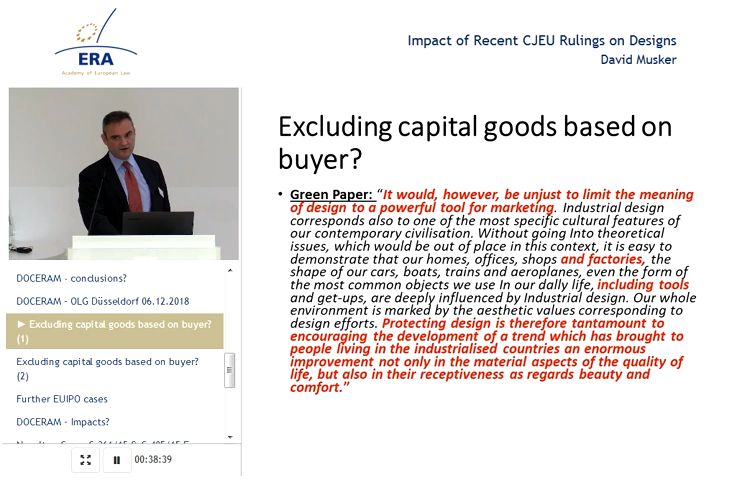 ERA
Academy of European Law
Impact of Recent CJEU Rulings on Designs
David Musker
DOCERAM - conclusions?
DOCERAM - OLG Düsseldorf 06.12.2018
► Excluding capital goods based on buyer?
(1)
Excluding capital goods based on buyer?
(2)
Further EUIPO cases
DOCERAM - Impacts?
00:38:39
Excluding capital goods based on
buyer?
• Green Paper: “It would, however, be unjust to limit the meaning
of design to a powerful tool for marketing. Industrial design
corresponds also to one of the most specific cultural features of
our contemporary civilisation. Without going Into theoretical
issues, which would be out of place in this context, it is easy to
demonstrate that our homes, offices, shops and factories, the
shape of our cars, boats, trains and aeroplanes, even the form of
the most common objects we use In our dally life, including tools
and get-ups, are deeply influenced by Industrial design. Our whole
environment is marked by the aesthetic values corresponding to
design efforts. Protecting design is therefore tantamount to
encouraging the development of a trend which has brought to
people living in the industrialised countries an enormous
improvement not only in the material aspects of the quality of
life, but also in their receptiveness as regards beauty and
comfort.”